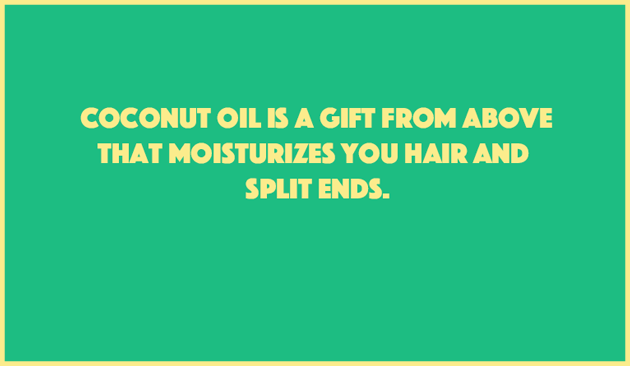 COCONUT OIL IS A GIFT FROM ABOVE
THAT MOISTURIZES YOU HAIR AND
SPLIT ENDS.